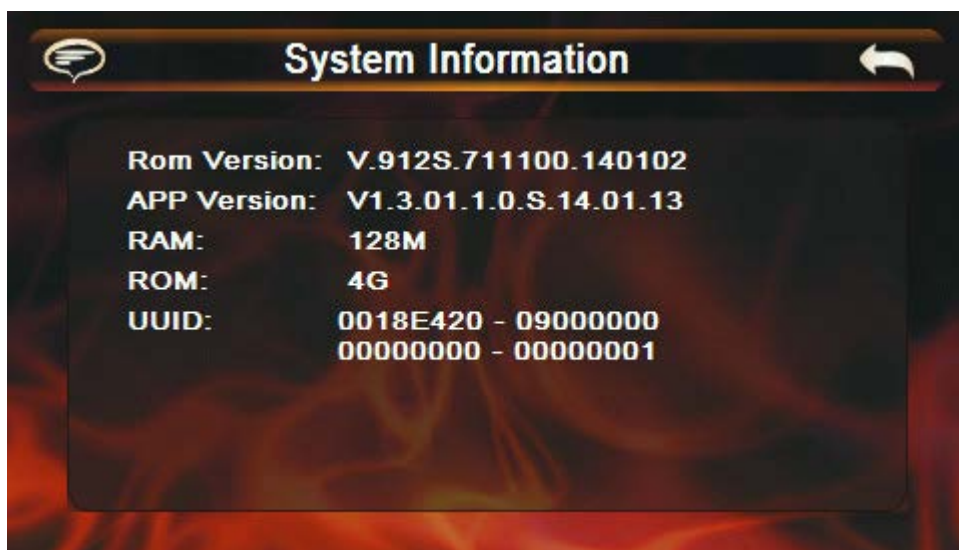 System Information
Rom Version: V.912S.711100.140102
APP Version: V1.3.01.1.0.S.14.01.13
RAM: 128M
ROM: 4G
UUID: 0018E420 - 09000000
00000000 - 00000001